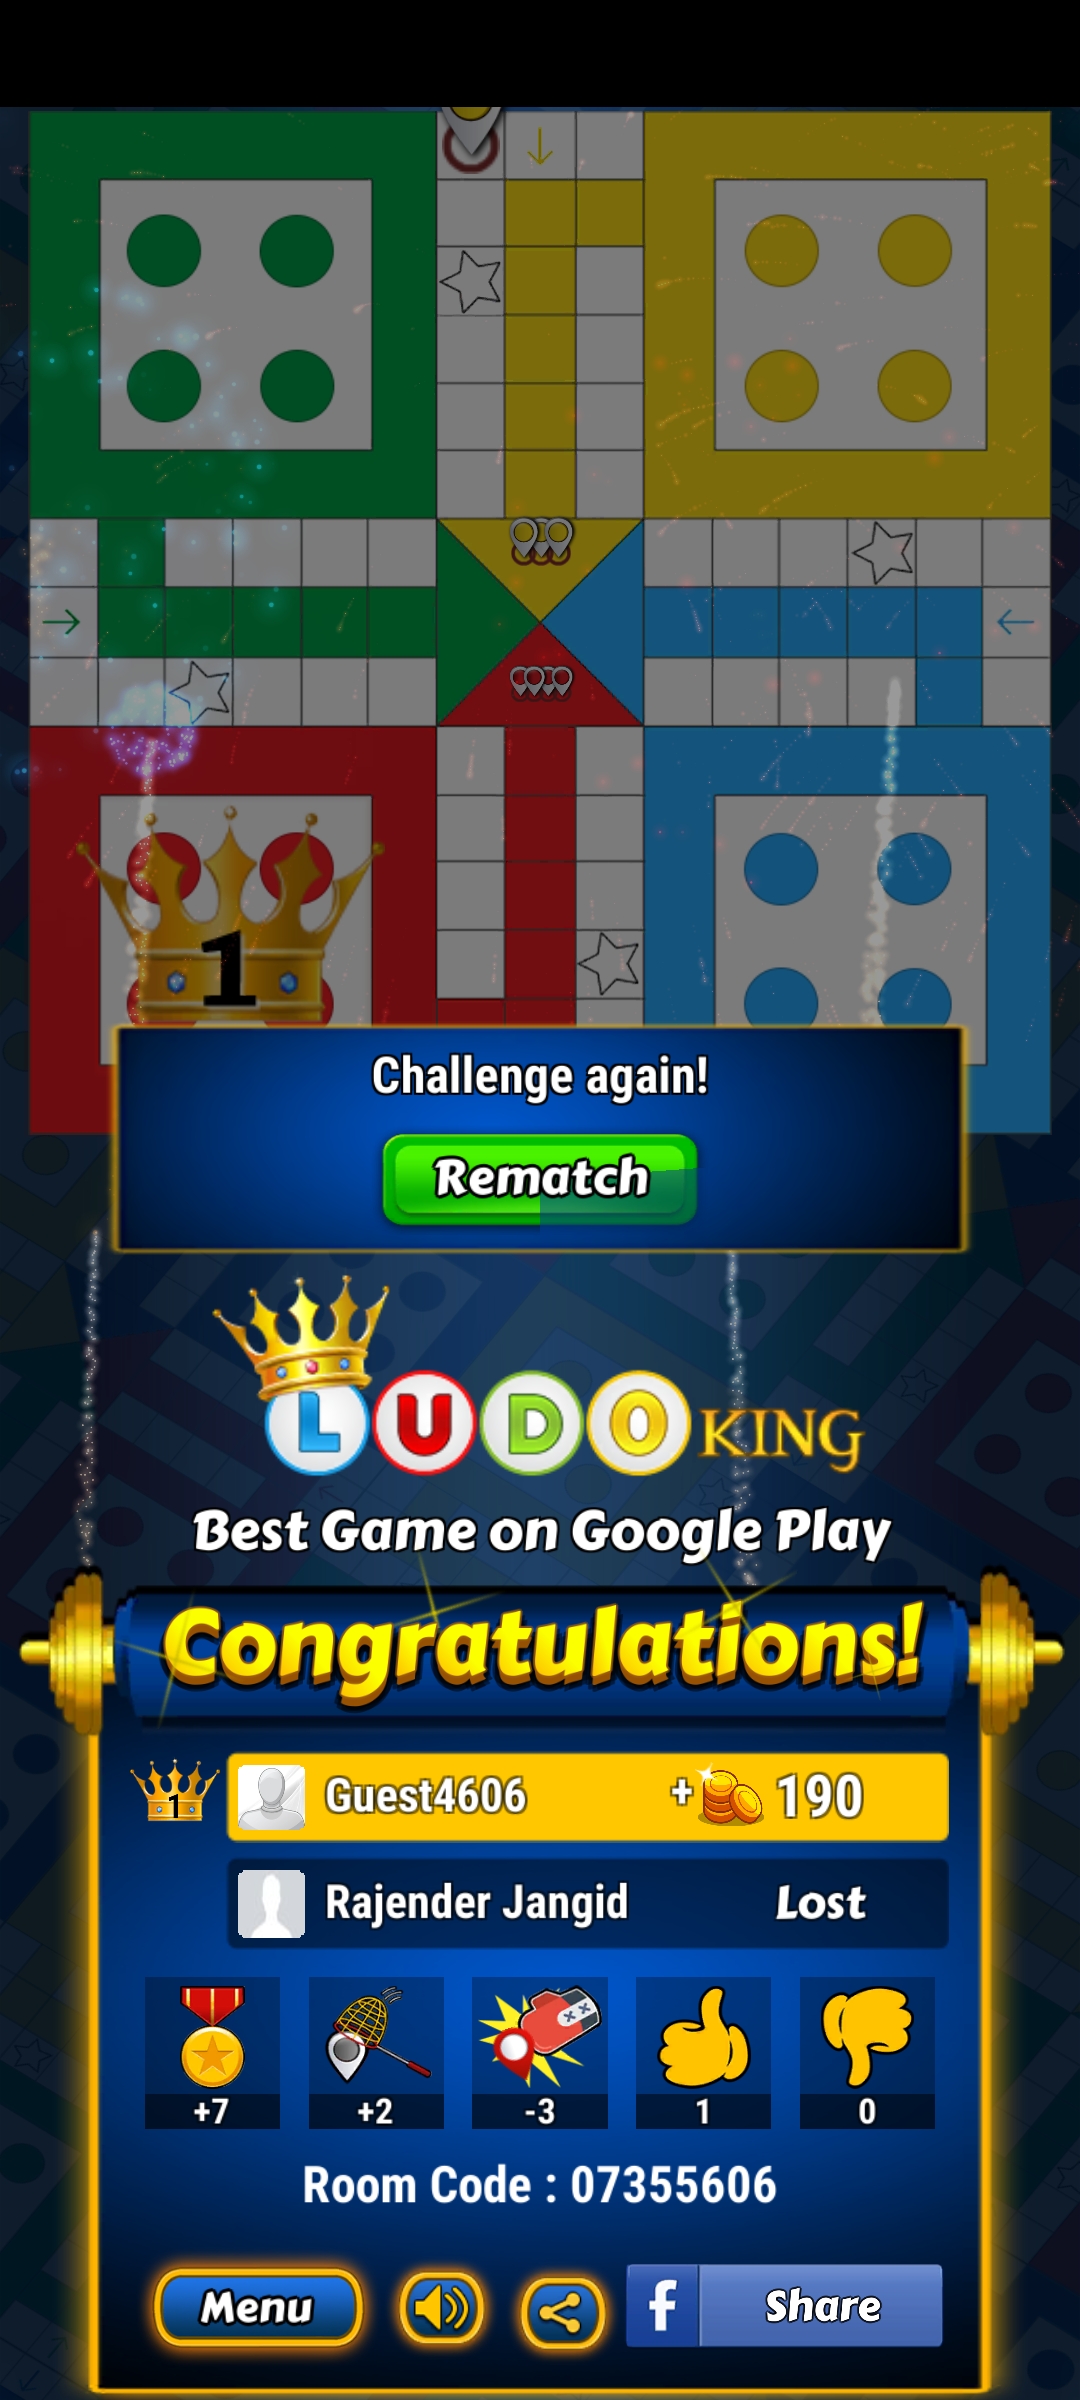 1
Challenge again!
Rematch
LUDO KING
Best Game on Google Play
Congratulations!
1 Guest4606 + 190
Rajender Jangid Lost
+7 +2 -3 1 0
Room Code : 07355606
Menu f Share